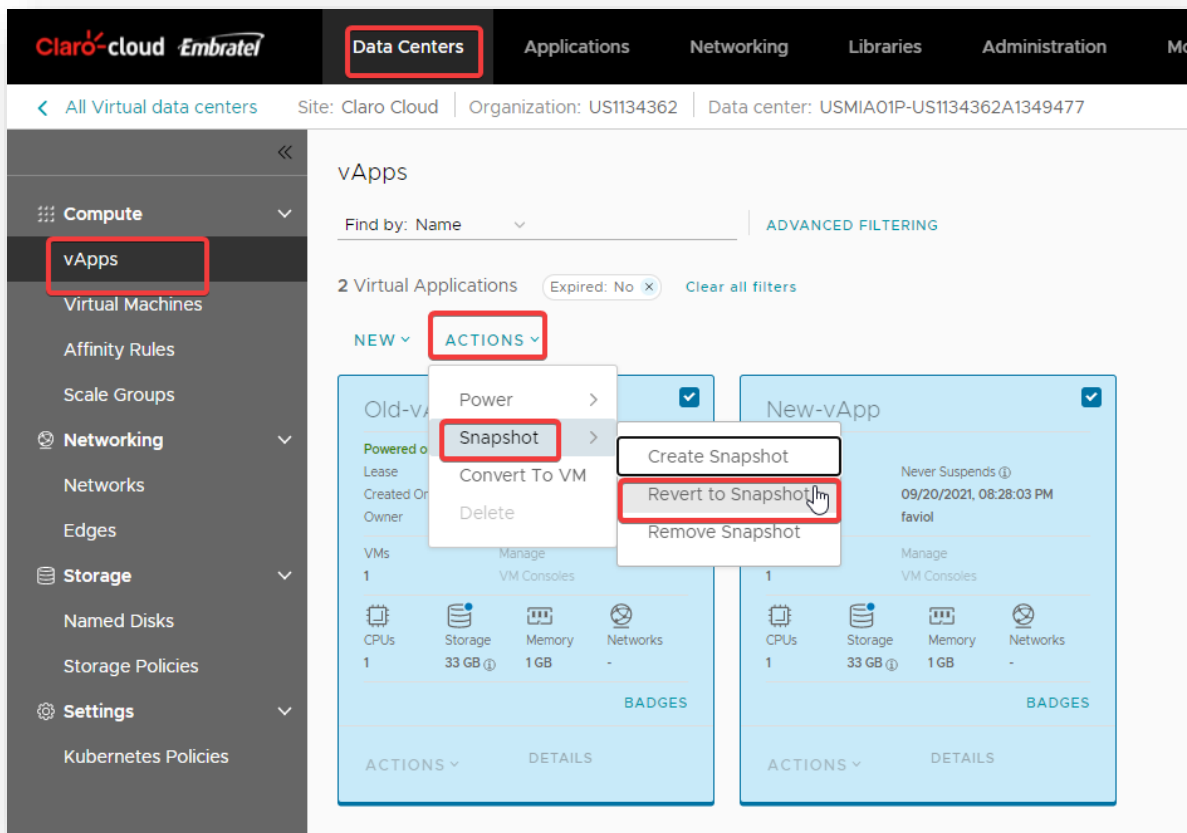 Claro-cloud Embratel Data Centers Applications Networking Libraries Administration
All Virtual data centers Site: Claro Cloud Organization: US1134362 Data center: USMIA01P-US1134362A1349477
Compute
vApps
Virtual Machines
Affinity Rules
Scale Groups
Networking
Networks
Edges
Storage
Named Disks
Storage Policies
Settings
Kubernetes Policies
vApps
Find by: Name ADVANCED FILTERING
2 Virtual Applications Expired: No Clear all filters
NEW ACTIONS
Power
Snapshot
Convert To VM
Delete
Create Snapshot
Revert to Snapshot
Remove Snapshot
Powered
Lease
Created On
Owner
VMs Manage
1 VM Consoles
CPUs Storage Memory Networks
1 33 GB 1 GB -
BADGES
ACTIONS DETAILS
New-vApp
Never Suspends
09/20/2021, 08:28:03 PM
faviol
Manage
1 VM Consoles
CPUs Storage Memory Networks
1 33 GB 1 GB -
BADGES
ACTIONS DETAILS